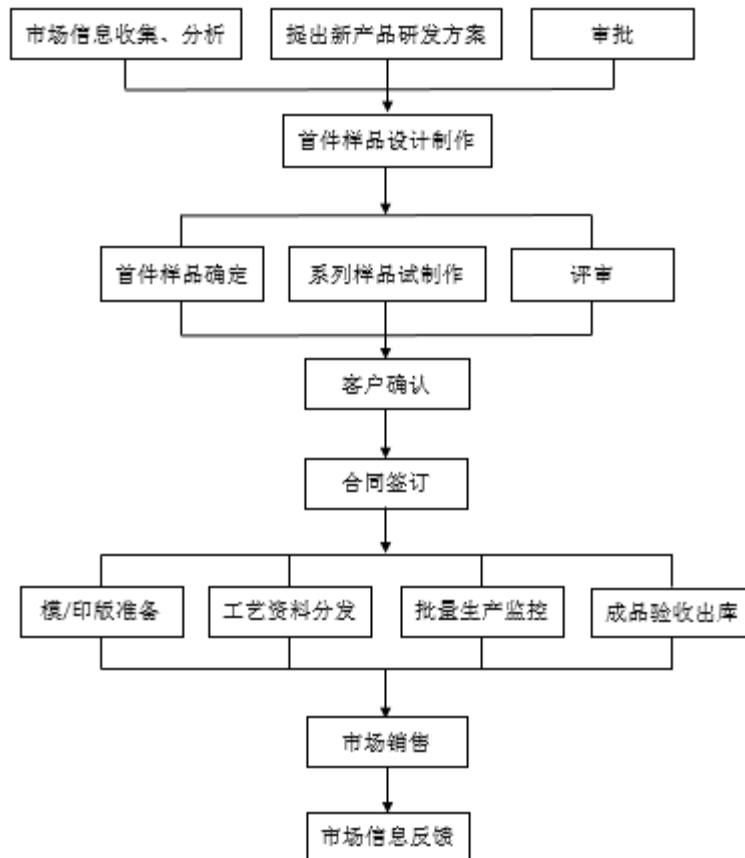 市场信息收集、分析
提出新产品研发方案
审批
首件样品设计制作
首件样品确定
系列样品试制作
评审
客户确认
合同签订
模/印版准备
工艺资料分发
批量生产监控
成品验收出库
市场销售
市场信息反馈